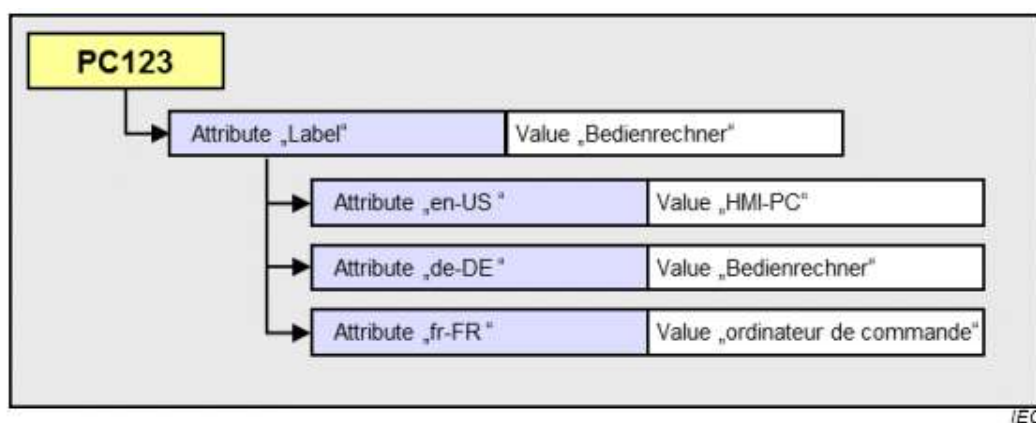 PC123
Attribute „Label“ Value „Bedienrechner“
Attribute „en-US “ Value „HMI-PC“
Attribute „de-DE “ Value „Bedienrechner“
Attribute „fr-FR “ Value „ordinateur de commande“
IEC